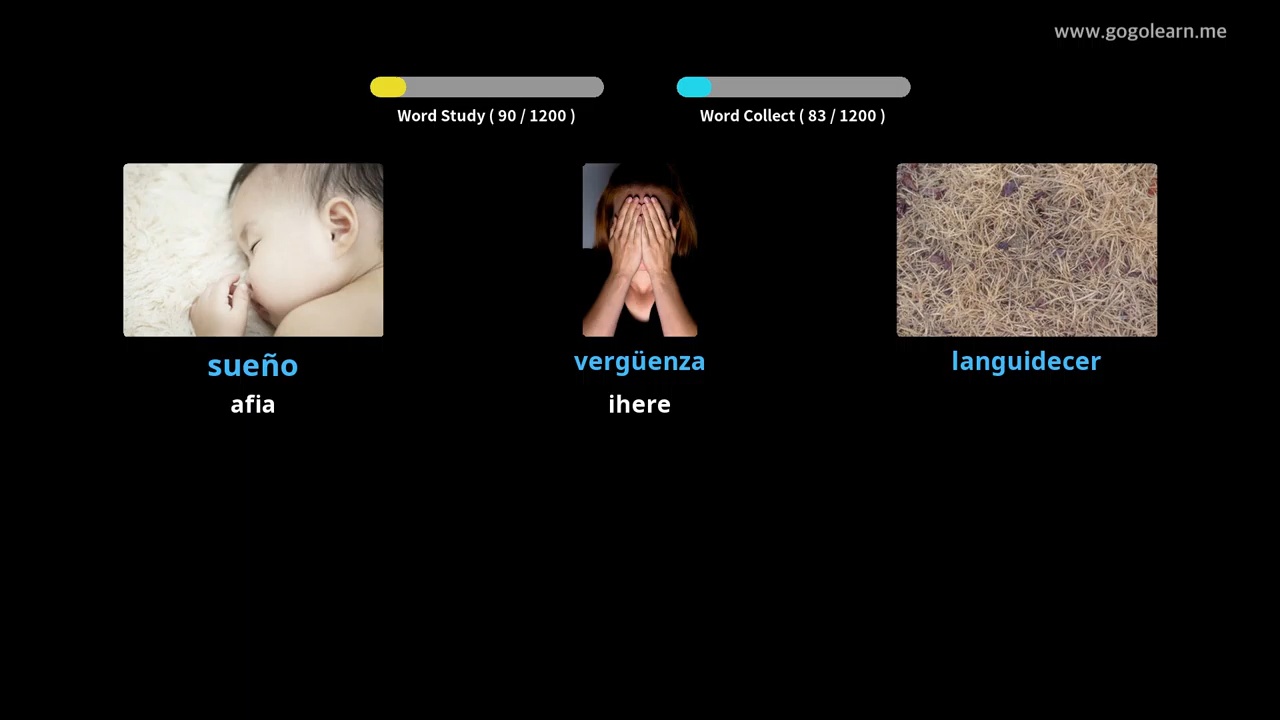 www.gogolearn.me
Word Study ( 90 / 1200 )
Word Collect ( 83 / 1200 )
sueño
vergüenza
languidecer
afia
ihere